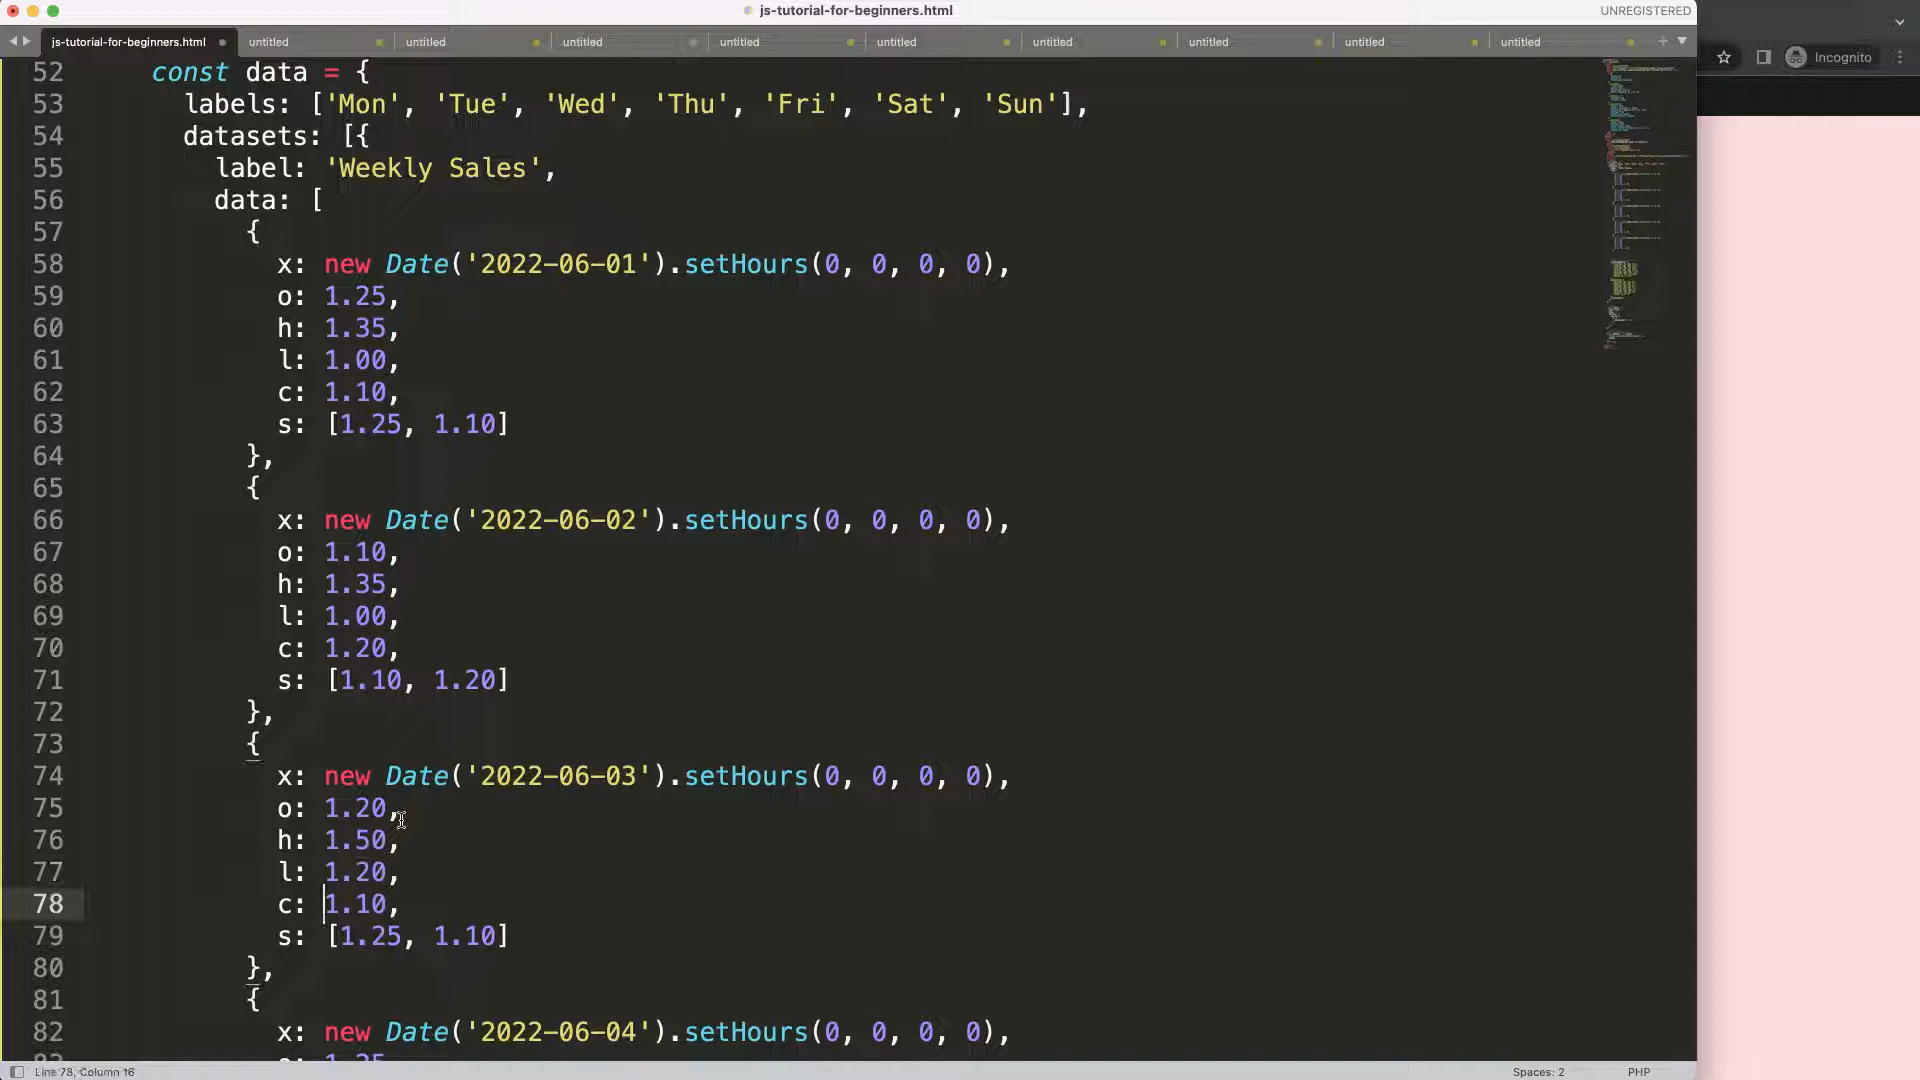 js-tutorial-for-beginners.html
UNREGISTERED
js-tutorial-for-beginners.html untitled untitled untitled untitled untitled untitled untitled untitled untitled
Incognito
52 const data = {
53 labels: ['Mon', 'Tue', 'Wed', 'Thu', 'Fri', 'Sat', 'Sun'],
54 datasets: [{
55 label: 'Weekly Sales',
56 data: [
57 {
58 x: new Date('2022-06-01').setHours(0, 0, 0, 0),
59 o: 1.25,
60 h: 1.35,
61 l: 1.00,
62 c: 1.10,
63 s: [1.25, 1.10]
64 },
65 {
66 x: new Date('2022-06-02').setHours(0, 0, 0, 0),
67 o: 1.10,
68 h: 1.35,
69 l: 1.00,
70 c: 1.20,
71 s: [1.10, 1.20]
72 },
73 {
74 x: new Date('2022-06-03').setHours(0, 0, 0, 0),
75 o: 1.20,
76 h: 1.50,
77 l: 1.20,
78 c: 1.10,
79 s: [1.25, 1.10]
80 },
81 {
82 x: new Date('2022-06-04').setHours(0, 0, 0, 0),
Line 78, Column 16
Spaces: 2
PHP